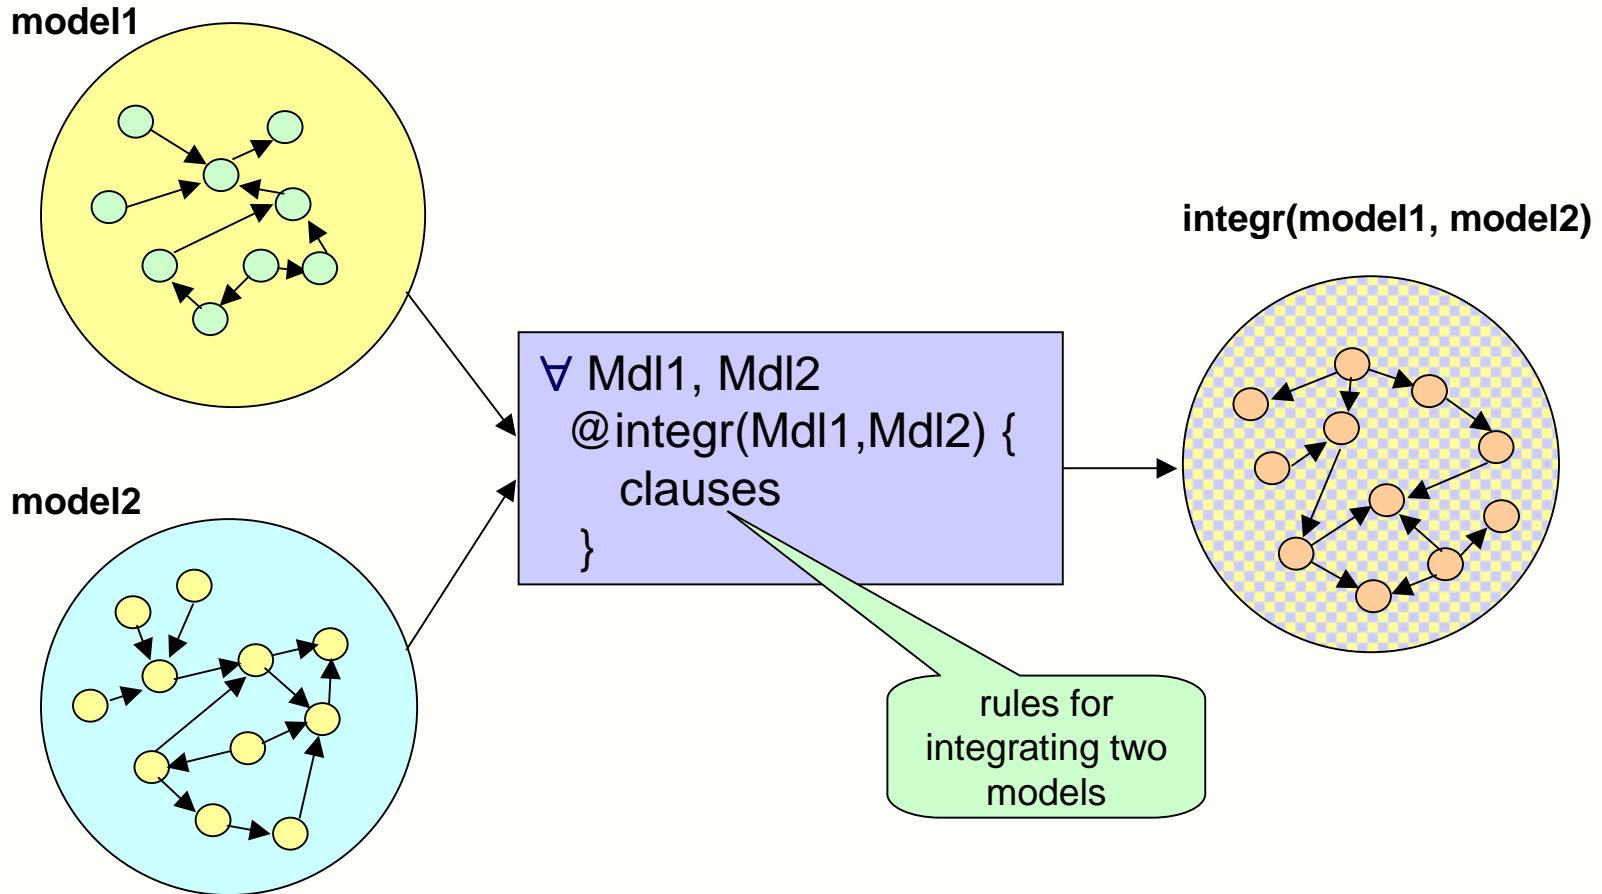 model1
integr(model1, model2)
∀ Mdl1, Mdl2
@integr(Mdl1,Mdl2) {
clauses
}
model2
rules for
integrating two
models